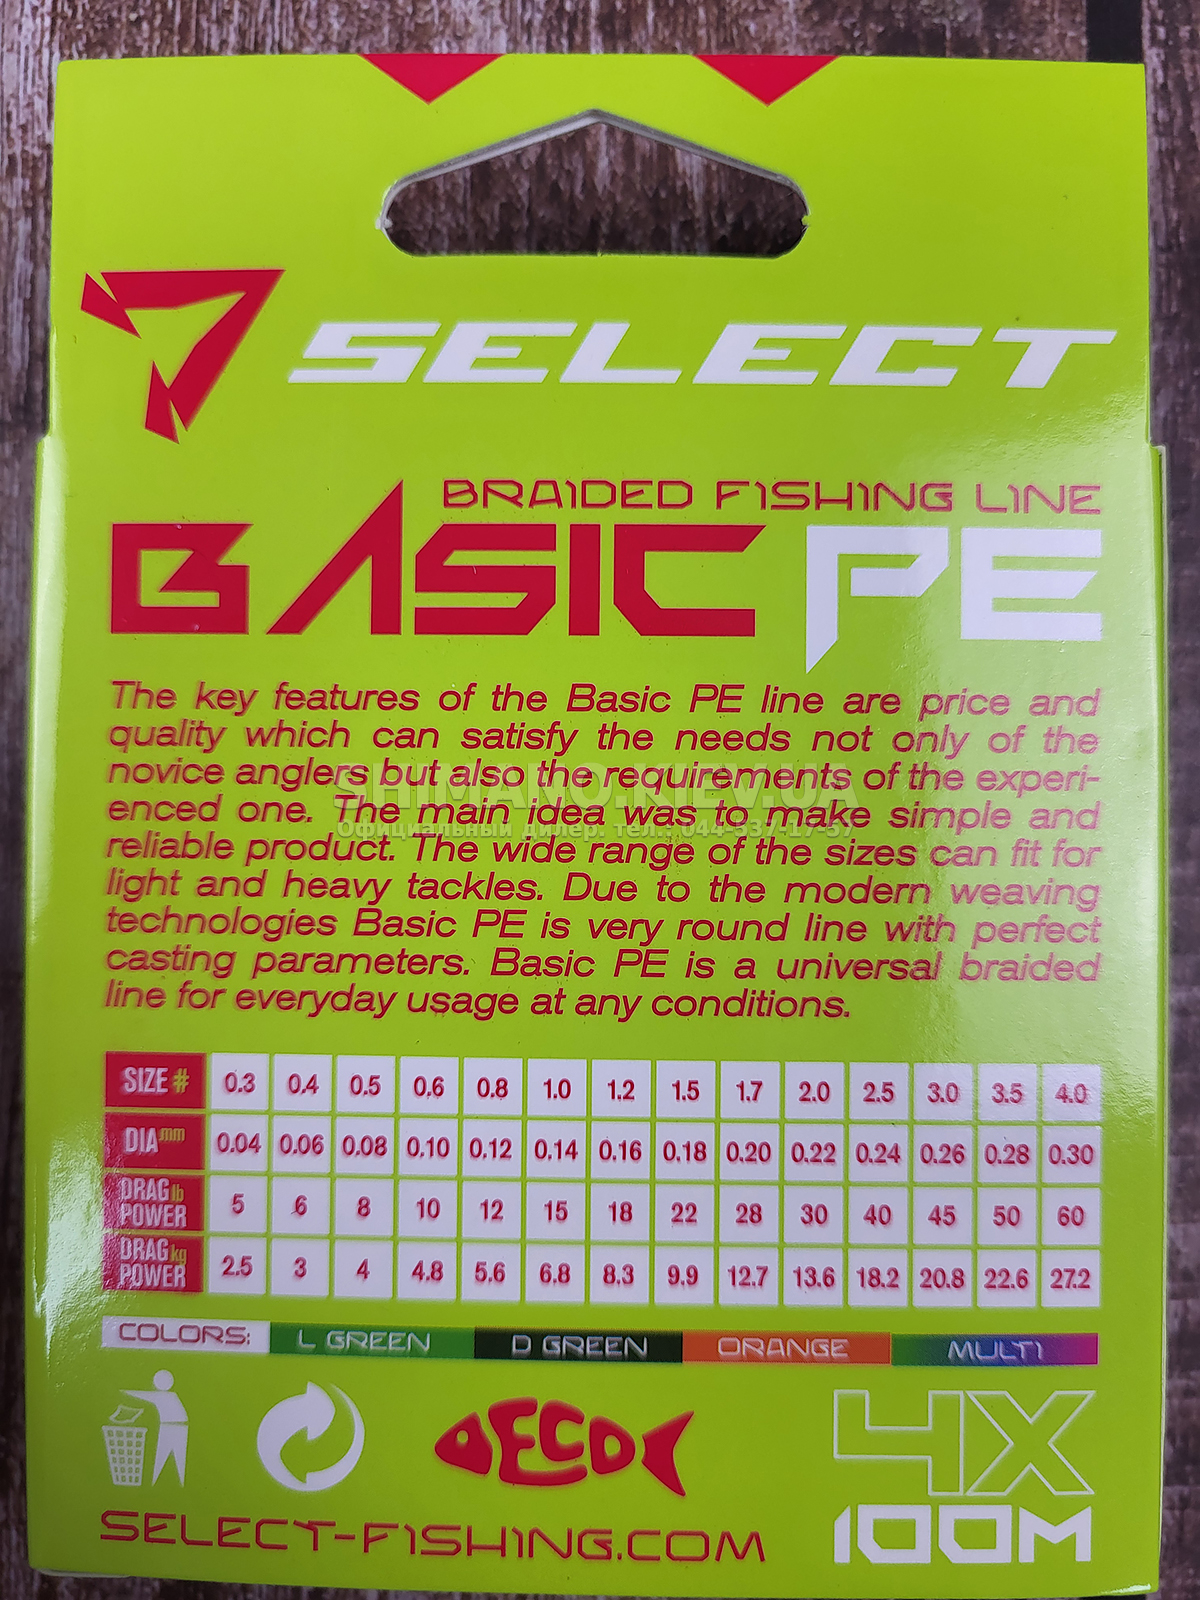 SELECT
BRAIDED FISHING LINE
BASIC PE
The key features of the Basic PE line are price and
quality which can satisfy the needs not only of the
novice anglers but also the requirements of the experi-
enced one. The main idea was to make simple and
reliable product. The wide range of the sizes can fit for
light and heavy tackles. Due to the modern weaving
technologies Basic PE is very round line with perfect
casting parameters. Basic PE is a universal braided
line for everyday usage at any conditions.
SHIMANO.KIEV.UA
Официальный дилер: тел.: 044-537-17-57
SIZE # 0.3 0.4 0.5 0.6 0.8 1.0 1.2 1.5 1.7 2.0 2.5 3.0 3.5 4.0
DIA mm 0.04 0.06 0.08 0.10 0.12 0.14 0.16 0.18 0.20 0.22 0.24 0.26 0.28 0.30
DRAG lb POWER 5 6 8 10 12 15 18 22 28 30 40 45 50 60
DRAG kg POWER 2.5 3 4 4.8 5.6 6.8 8.3 9.9 12.7 13.6 18.2 20.8 22.6 27.2
COLORS: L GREEN D GREEN ORANGE MULTI
ECO
4X
100M
SELECT-FISHING.COM